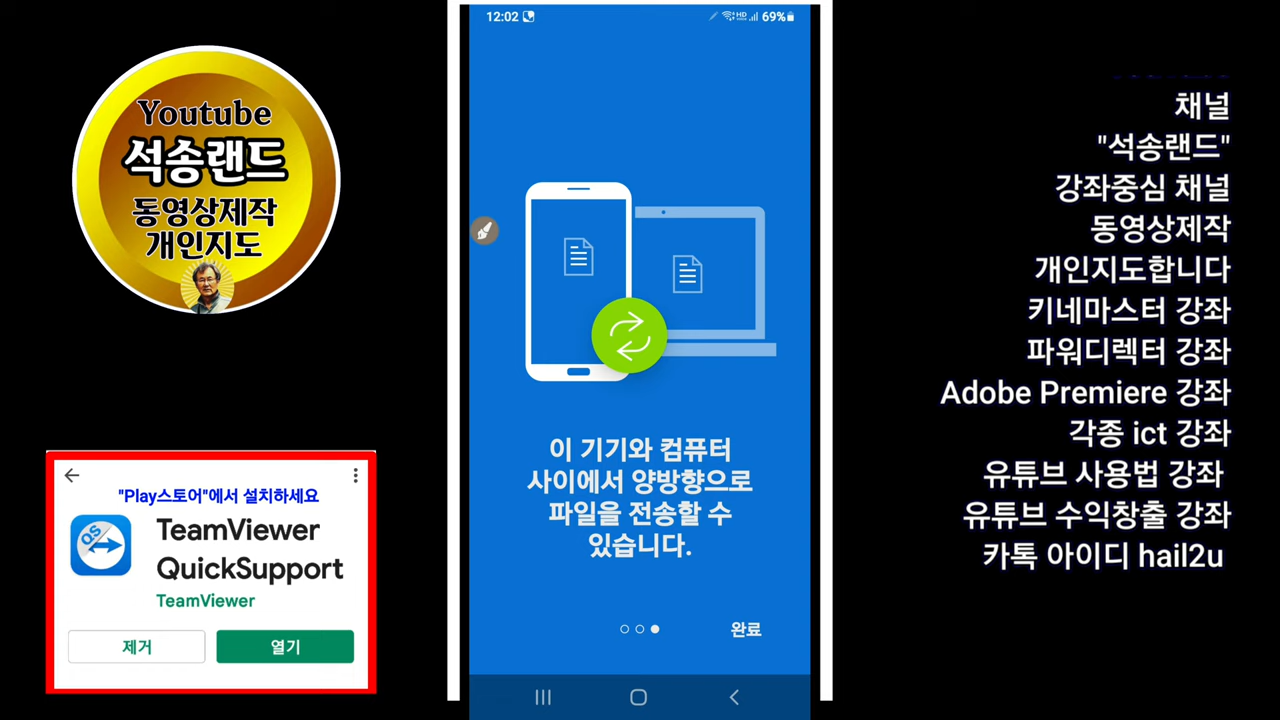 Youtube
석송랜드
동영상제작
개인지도
"Play스토어"에서 설치하세요
QS
TeamViewer
QuickSupport
TeamViewer
제거
열기
12:02
69%
이 기기와 컴퓨터
사이에서 양방향으로
파일을 전송할 수
있습니다.
완료
채널
"석송랜드"
강좌중심 채널
동영상제작
개인지도합니다
키네마스터 강좌
파워디렉터 강좌
Adobe Premiere 강좌
각종 ict 강좌
유튜브 사용법 강좌
유튜브 수익창출 강좌
카톡 아이디 hail2u